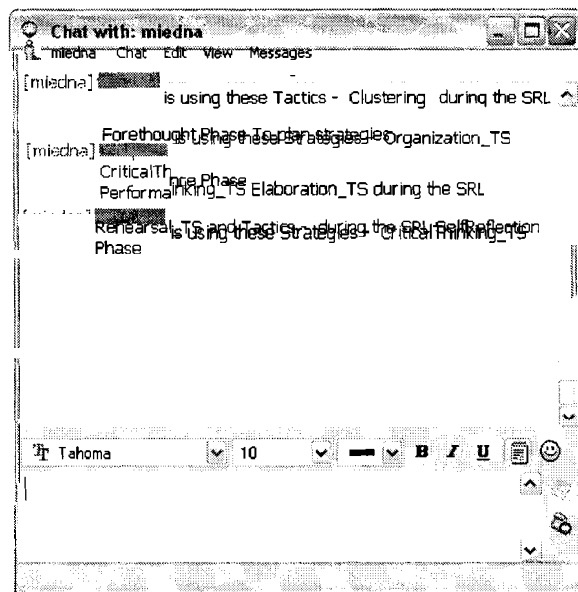 Chat with: miedna
miedna Chat Edit View Messages
[miedna]
is using these Tactics - Clustering during the SRL
Forethought Phase To plan strategies
[miedna]
is using these Strategies - Organization_TS
CriticalThinking_TS Elaboration_TS during the SRL
Performance Phase
is using these Strategies - CriticalThinking_TS
Rehearsal_TS and Tactics - during the SRL SelfReflection
Phase
Tahoma 10 B I U